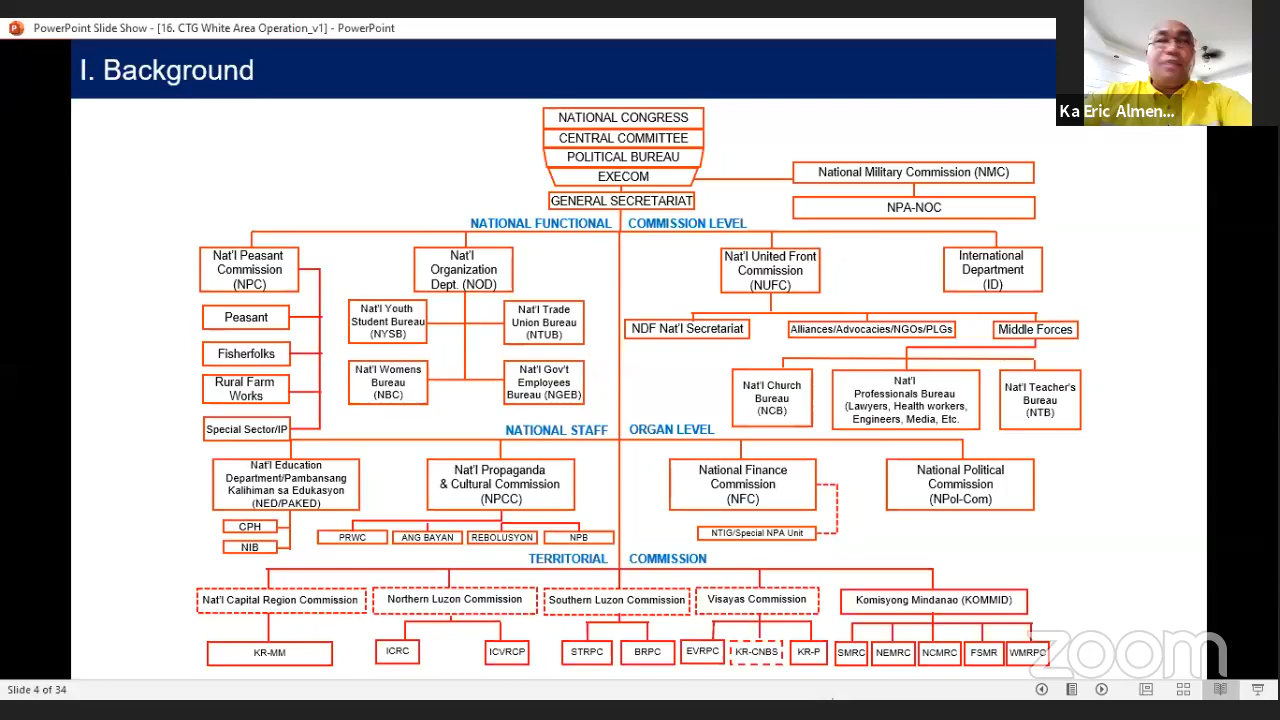 PowerPoint Slide Show - [16. CTG White Area Operation_v1] - PowerPoint
Ka Eric Almen...
I. Background
NATIONAL CONGRESS
CENTRAL COMMITTEE
POLITICAL BUREAU
EXECOM
GENERAL SECRETARIAT
National Military Commission (NMC)
NPA-NOC
NATIONAL FUNCTIONAL COMMISSION LEVEL
Nat'l Peasant
Commission
(NPC)
Peasant
Fisherfolks
Rural Farm
Works
Special Sector/IP
Nat'l
Organization
Dept. (NOD)
Nat'l Youth
Student Bureau
(NYSB)
Nat'l Trade
Union Bureau
(NTUB)
Nat'l Womens
Bureau
(NBC)
Nat'l Gov't
Employees
Bureau (NGEB)
Nat'l United Front
Commission
(NUFC)
International
Department
(ID)
NDF Nat'l Secretariat
Alliances/Advocacies/NGOs/PLGs
Middle Forces
Nat'l Church
Bureau
(NCB)
Nat'l
Professionals Bureau
(Lawyers, Health workers,
Engineers, Media, Etc.
Nat'l Teacher's
Bureau
(NTB)
NATIONAL STAFF ORGAN LEVEL
Nat'l Education
Department/Pambansang
Kalihiman sa Edukasyon
(NED/PAKED)
CPH
NIB
Nat'l Propaganda
& Cultural Commission
(NPCC)
PRWC
ANG BAYAN
REBOLUSYON
NPB
National Finance
Commission
(NFC)
NTIG/Special NPA Unit
National Political
Commission
(NPol-Com)
TERRITORIAL COMMISSION
Nat'l Capital Region Commission
Northern Luzon Commission
Southern Luzon Commission
Visayas Commission
Komisyong Mindanao (KOMMID)
KR-MM
ICRC
ICVRCP
STRPC
BRPC
EVRPC
KR-CNBS
KR-P
SMRC
NEMRC
NCMRC
FSMR
WMRPC
zoom
Slide 4 of 34